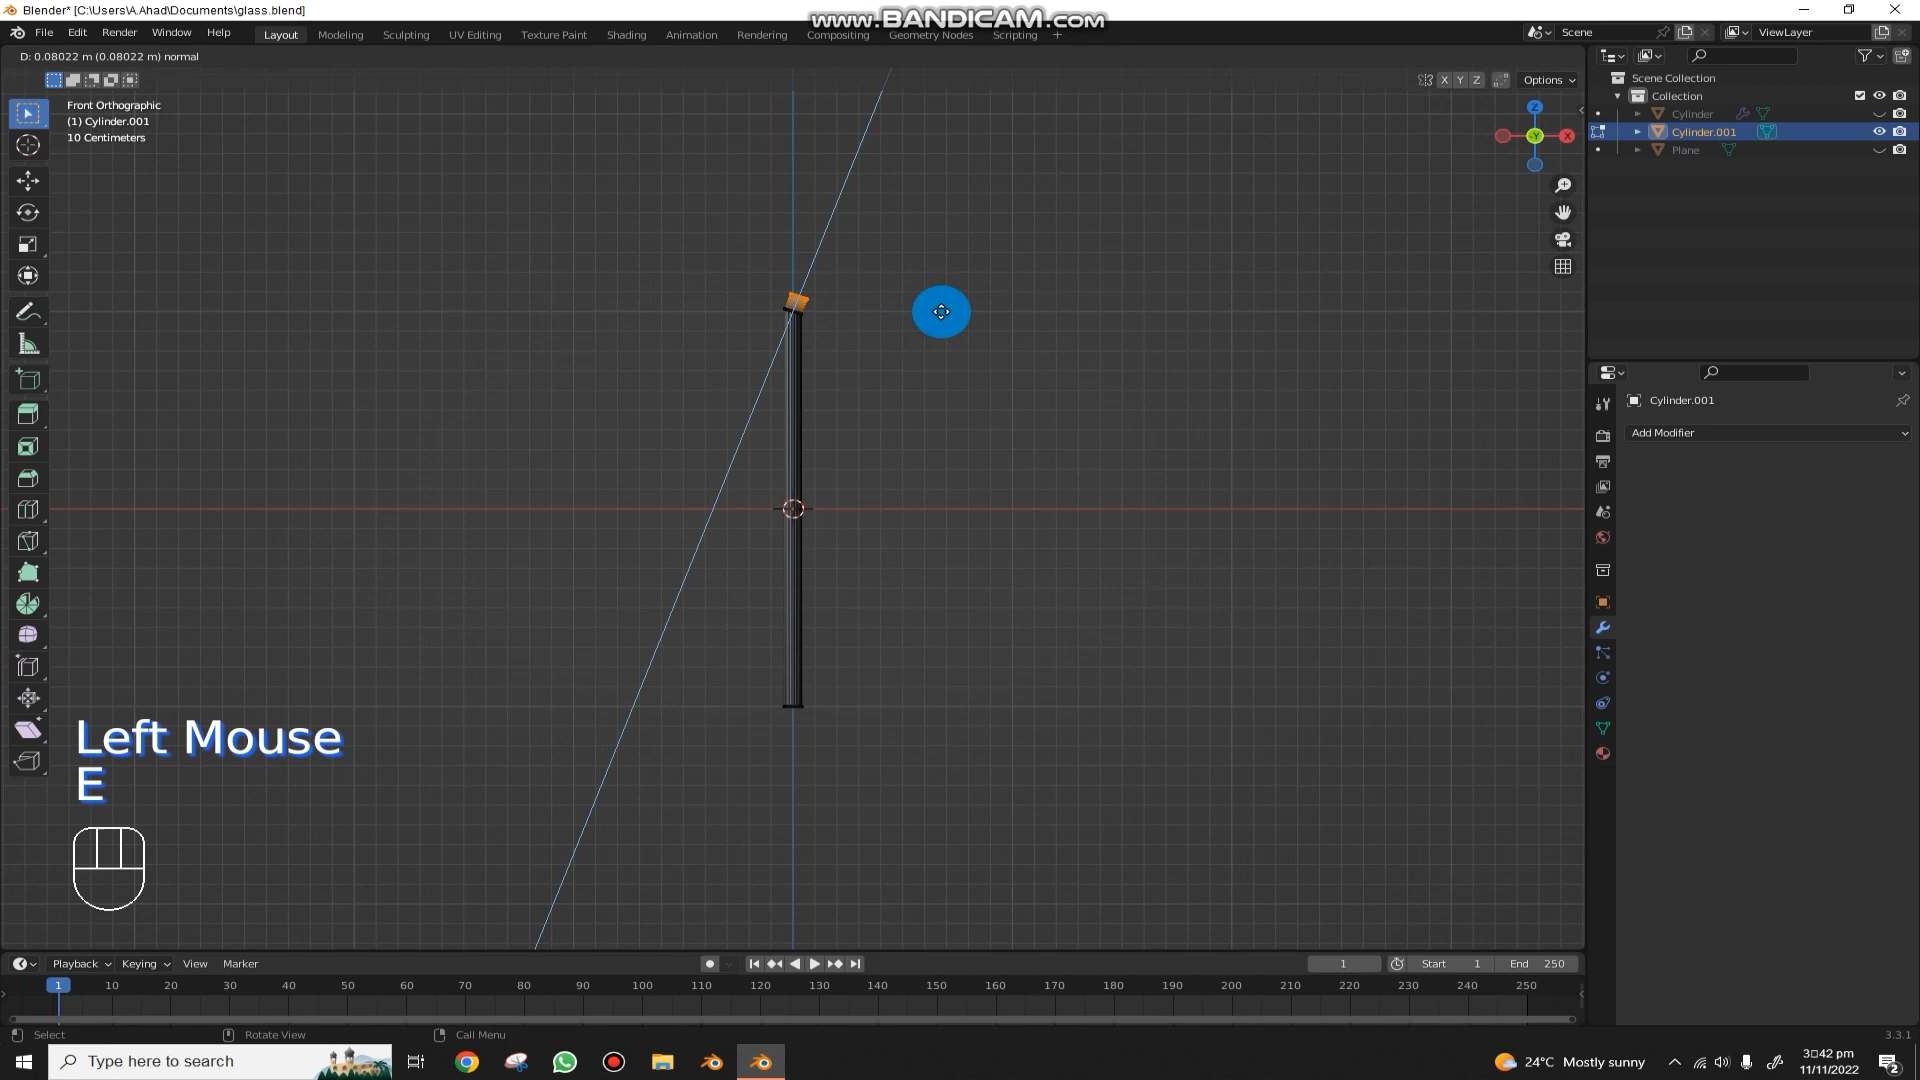 Blender* [C:\Users\A.Ahad\Documents\glass.blend]
www.BANDICAM.com
File Edit Render Window Help
Layout Modeling Sculpting UV Editing Texture Paint Shading Animation Rendering Compositing Geometry Nodes Scripting +
Scene
ViewLayer
D: 0.08022 m (0.08022 m) normal
X Y Z
Options
Front Orthographic
(1) Cylinder.001
10 Centimeters
Z
-Y
X
Scene Collection
Collection
Cylinder
Cylinder.001
Plane
Cylinder.001
Add Modifier
Left Mouse
E
Playback Keying View Marker
1
Start 1
End 250
1 10 20 30 40 50 60 70 80 90 100 110 120 130 140 150 160 170 180 190 200 210 220 230 240 250
Select
Rotate View
Call Menu
3.3.1
Type here to search
24°C Mostly sunny
3□42 pm
11/11/2022
2